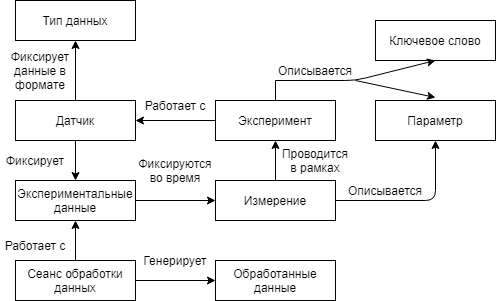 Тип данных
Ключевое слово
Фиксирует
данные в
формате
Описывается
Датчик
Работает с
Эксперимент
Параметр
Фиксирует
Фиксируются
во время
Проводится
в рамках
Экспериментальные
данные
Измерение
Описывается
Работает с
Генерирует
Сеанс обработки
данных
Обработанные
данные